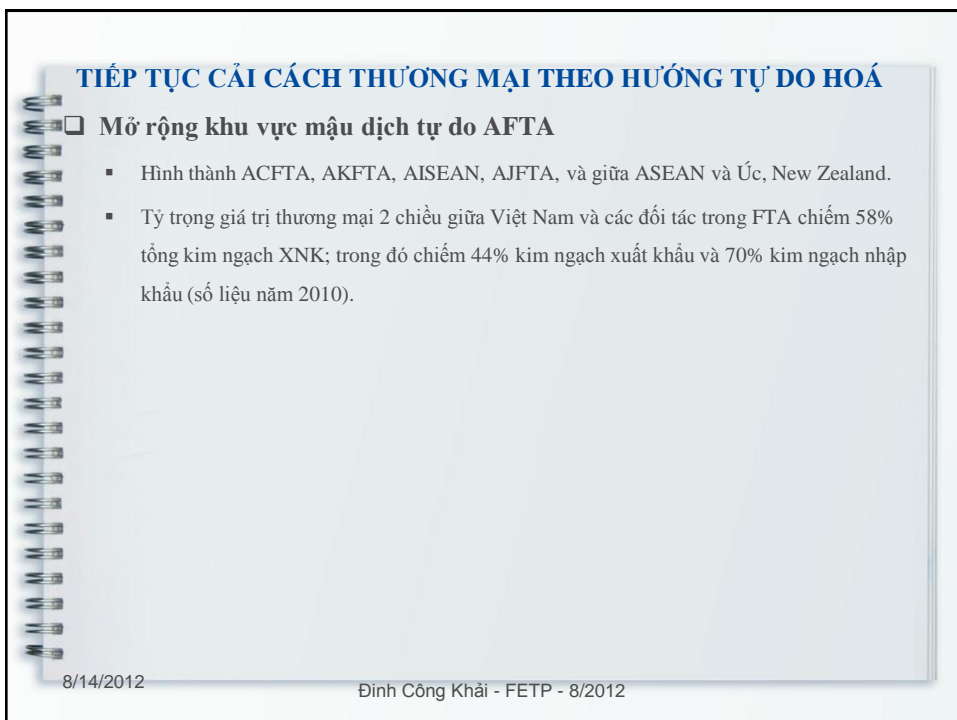 TIẾP TỤC CẢI CÁCH THƯƠNG MẠI THEO HƯỚNG TỰ DO HOÁ
❑ Mở rộng khu vực mậu dịch tự do AFTA
▪ Hình thành ACFTA, AKFTA, AISEAN, AJFTA, và giữa ASEAN và Úc, New Zealand.
▪ Tỷ trọng giá trị thương mại 2 chiều giữa Việt Nam và các đối tác trong FTA chiếm 58%
tổng kim ngạch XNK; trong đó chiếm 44% kim ngạch xuất khẩu và 70% kim ngạch nhập
khẩu (số liệu năm 2010).
8/14/2012
Đinh Công Khải - FETP - 8/2012